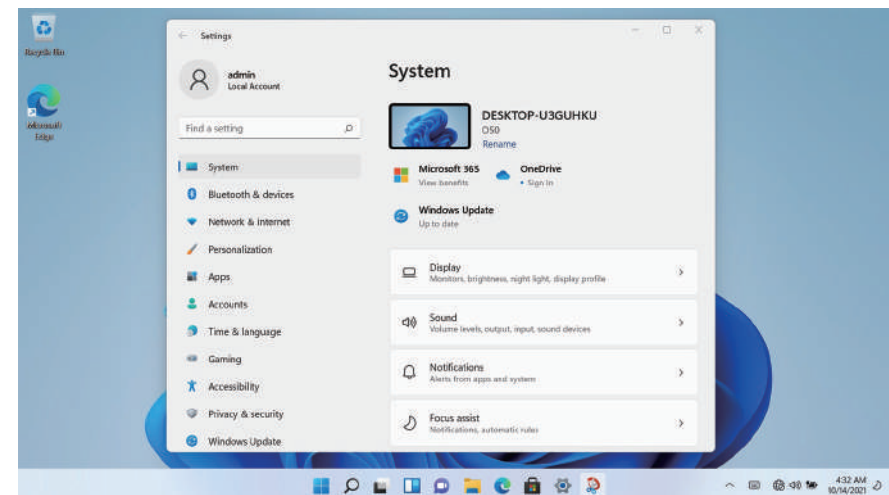 Recycle Bin
Microsoft
Edge
Settings
admin
Local Account
Find a setting
System
Bluetooth & devices
Network & internet
Personalization
Apps
Accounts
Time & language
Gaming
Accessibility
Privacy & security
Windows Update
System
DESKTOP-U3GUHKU
O50
Rename
Microsoft 365
View benefits
OneDrive
• Sign in
Windows Update
Up to date
Display
Monitors, brightness, night light, display profile
Sound
Volume levels, output, input, sound devices
Notifications
Alerts from apps and system
Focus assist
Notifications, automatic rules
4:32 AM
10/14/2021